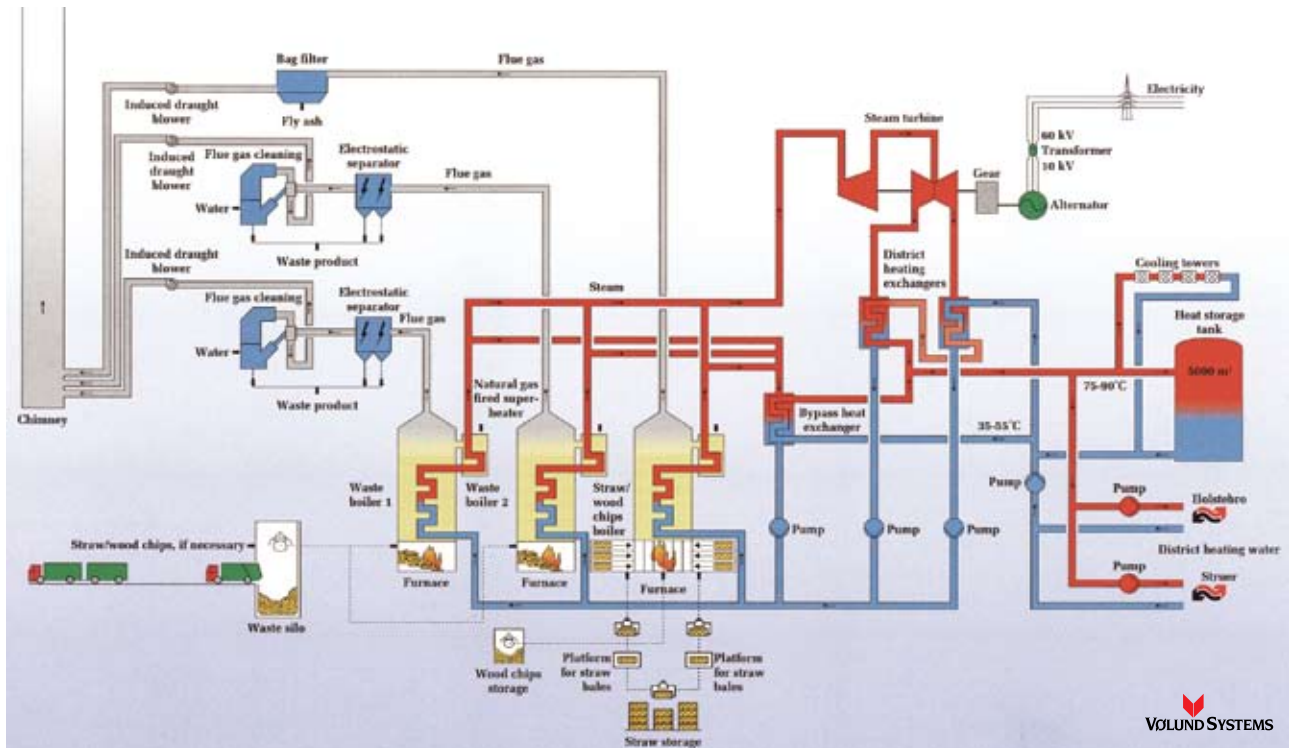 Bag filter
Flue gas
Induced draught
blower
Fly ash
Electricity
Steam turbine
60 kV
Transformer
10 kV
Induced
draught
blower
Flue gas cleaning
Electrostatic
separator
Flue gas
Gear
Water
Alternator
Waste product
Induced draught
blower
District
heating
exchangers
Cooling towers
Flue gas cleaning
Electrostatic
separator
Flue gas
Steam
Heat storage
tank
Water
5000 m³
Natural gas
fired super-
heater
75-90°C
Waste product
Chimney
Bypass heat
exchanger
35-55°C
Waste
boiler 1
Waste
boiler 2
Straw/
wood
chips
boiler
Pump
Pump
Holstebro
Pump
Pump
Pump
Straw/wood chips, if necessary
District heating water
Furnace
Furnace
Furnace
Pump
Struer
Waste silo
Wood chips
storage
Platform
for straw
bales
Platform
for straw
bales
Straw storage
VØLUND SYSTEMS